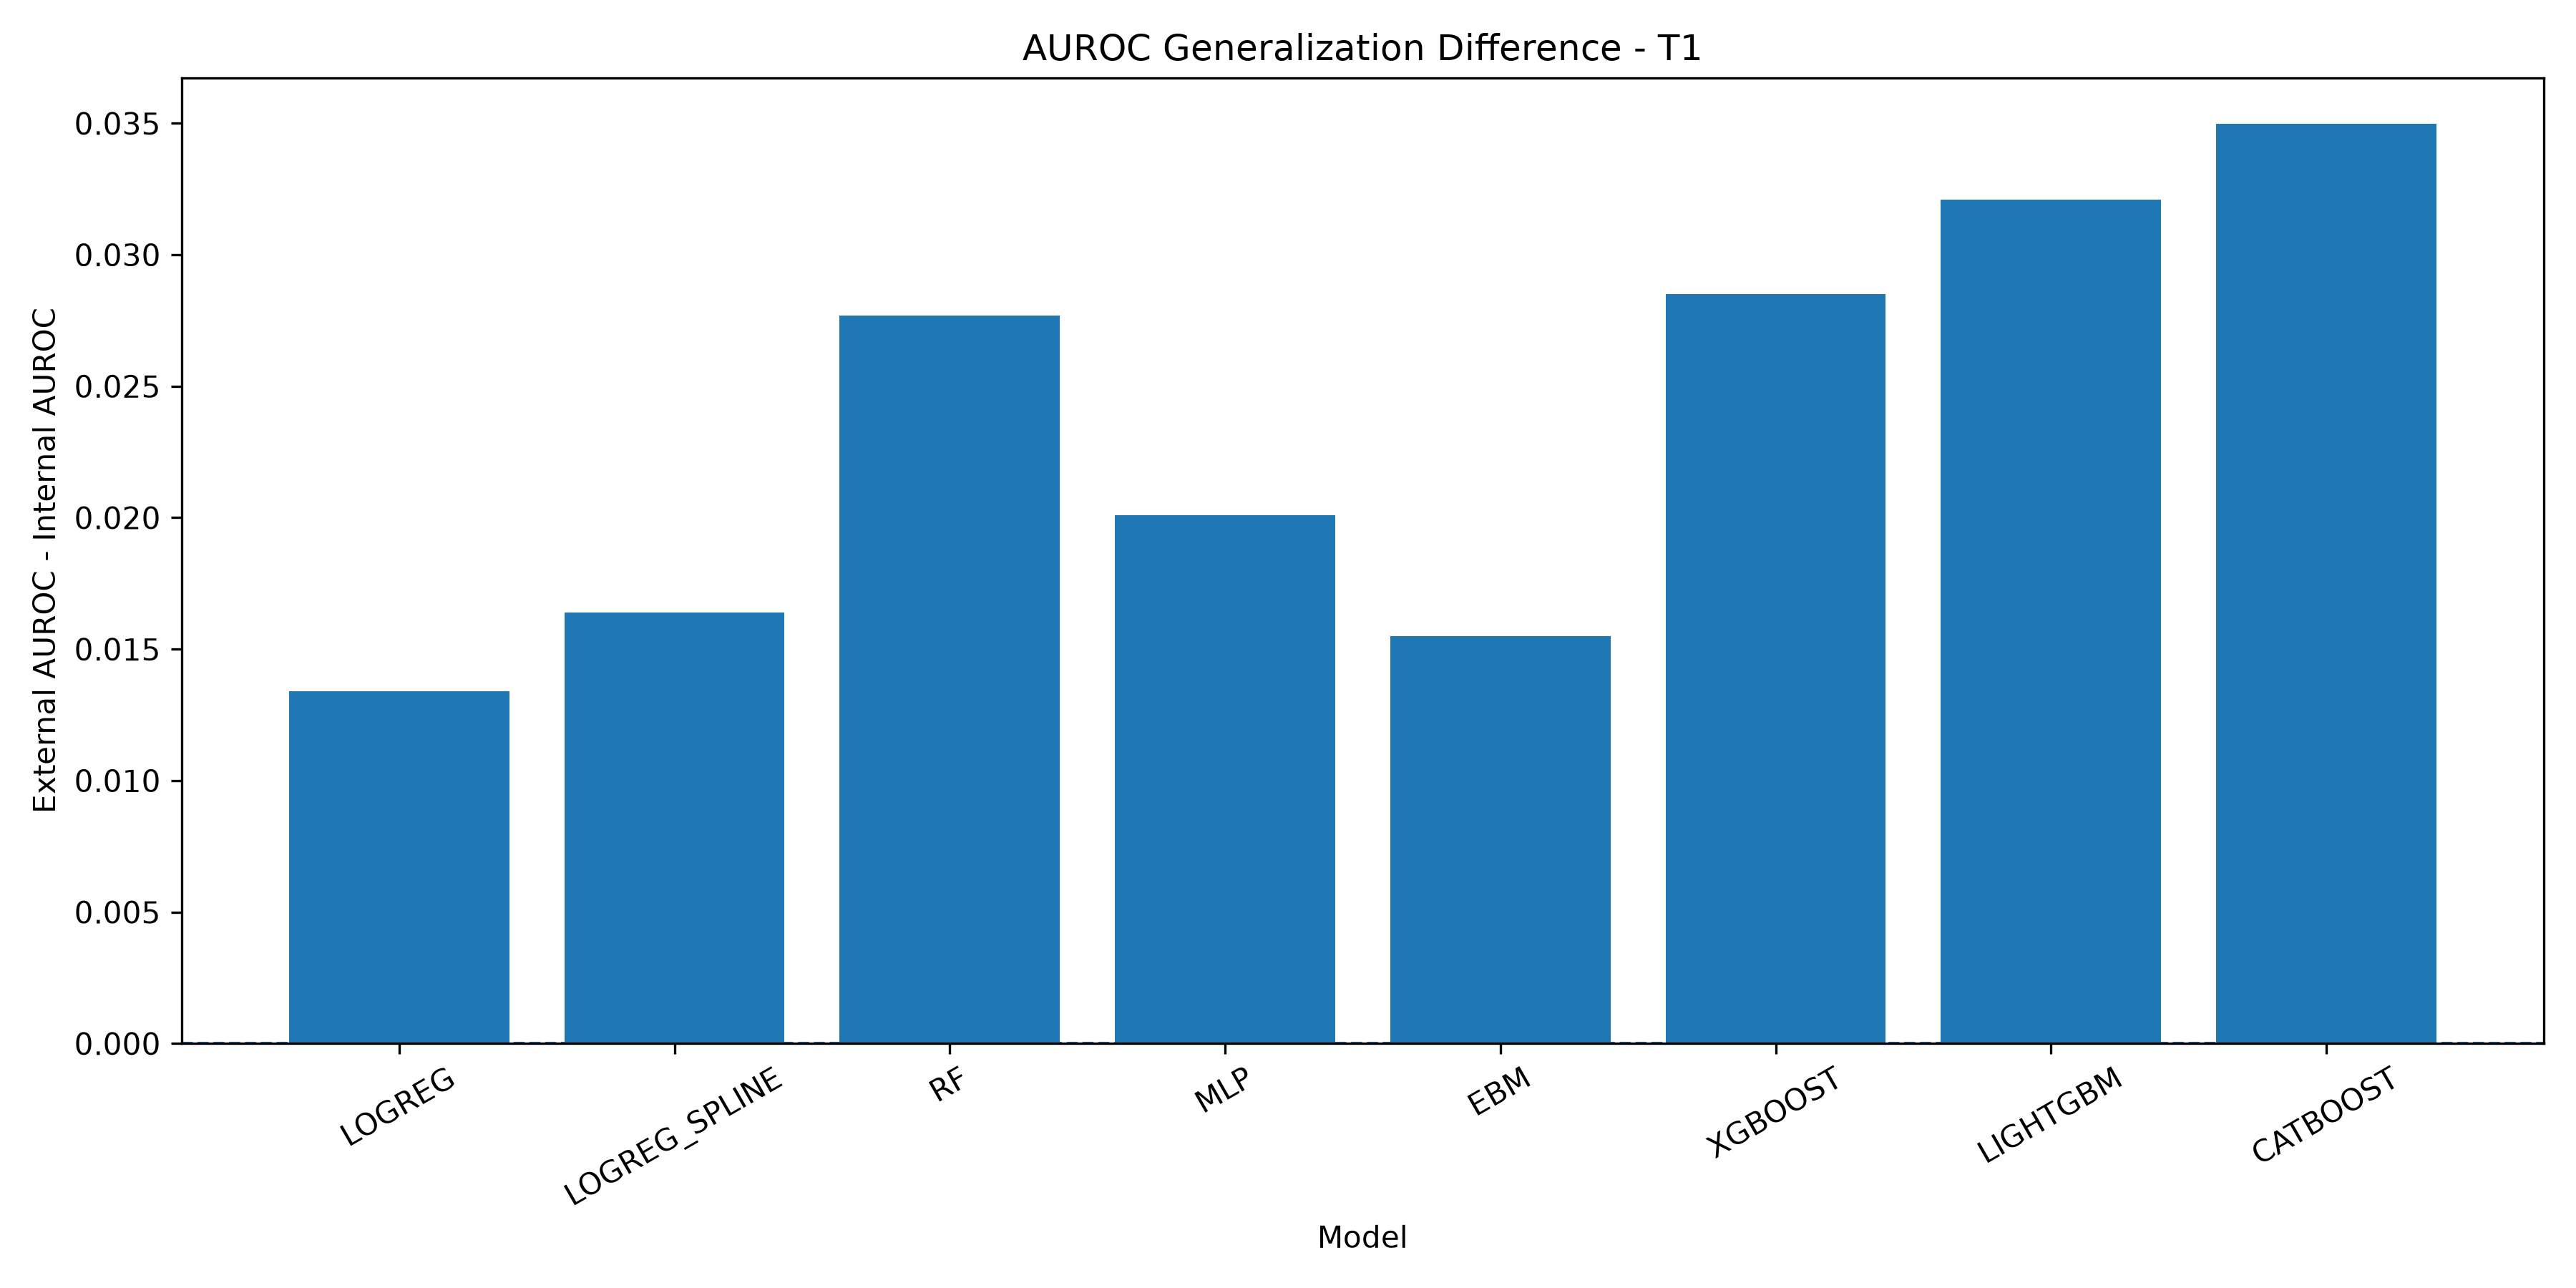 AUROC Generalization Difference - T1
External AUROC - Internal AUROC
0.035
0.030
0.025
0.020
0.015
0.010
0.005
0.000
LOGREG
LOGREG_SPLINE
RF
MLP
EBM
XGBOOST
LIGHTGBM
CATBOOST
Model